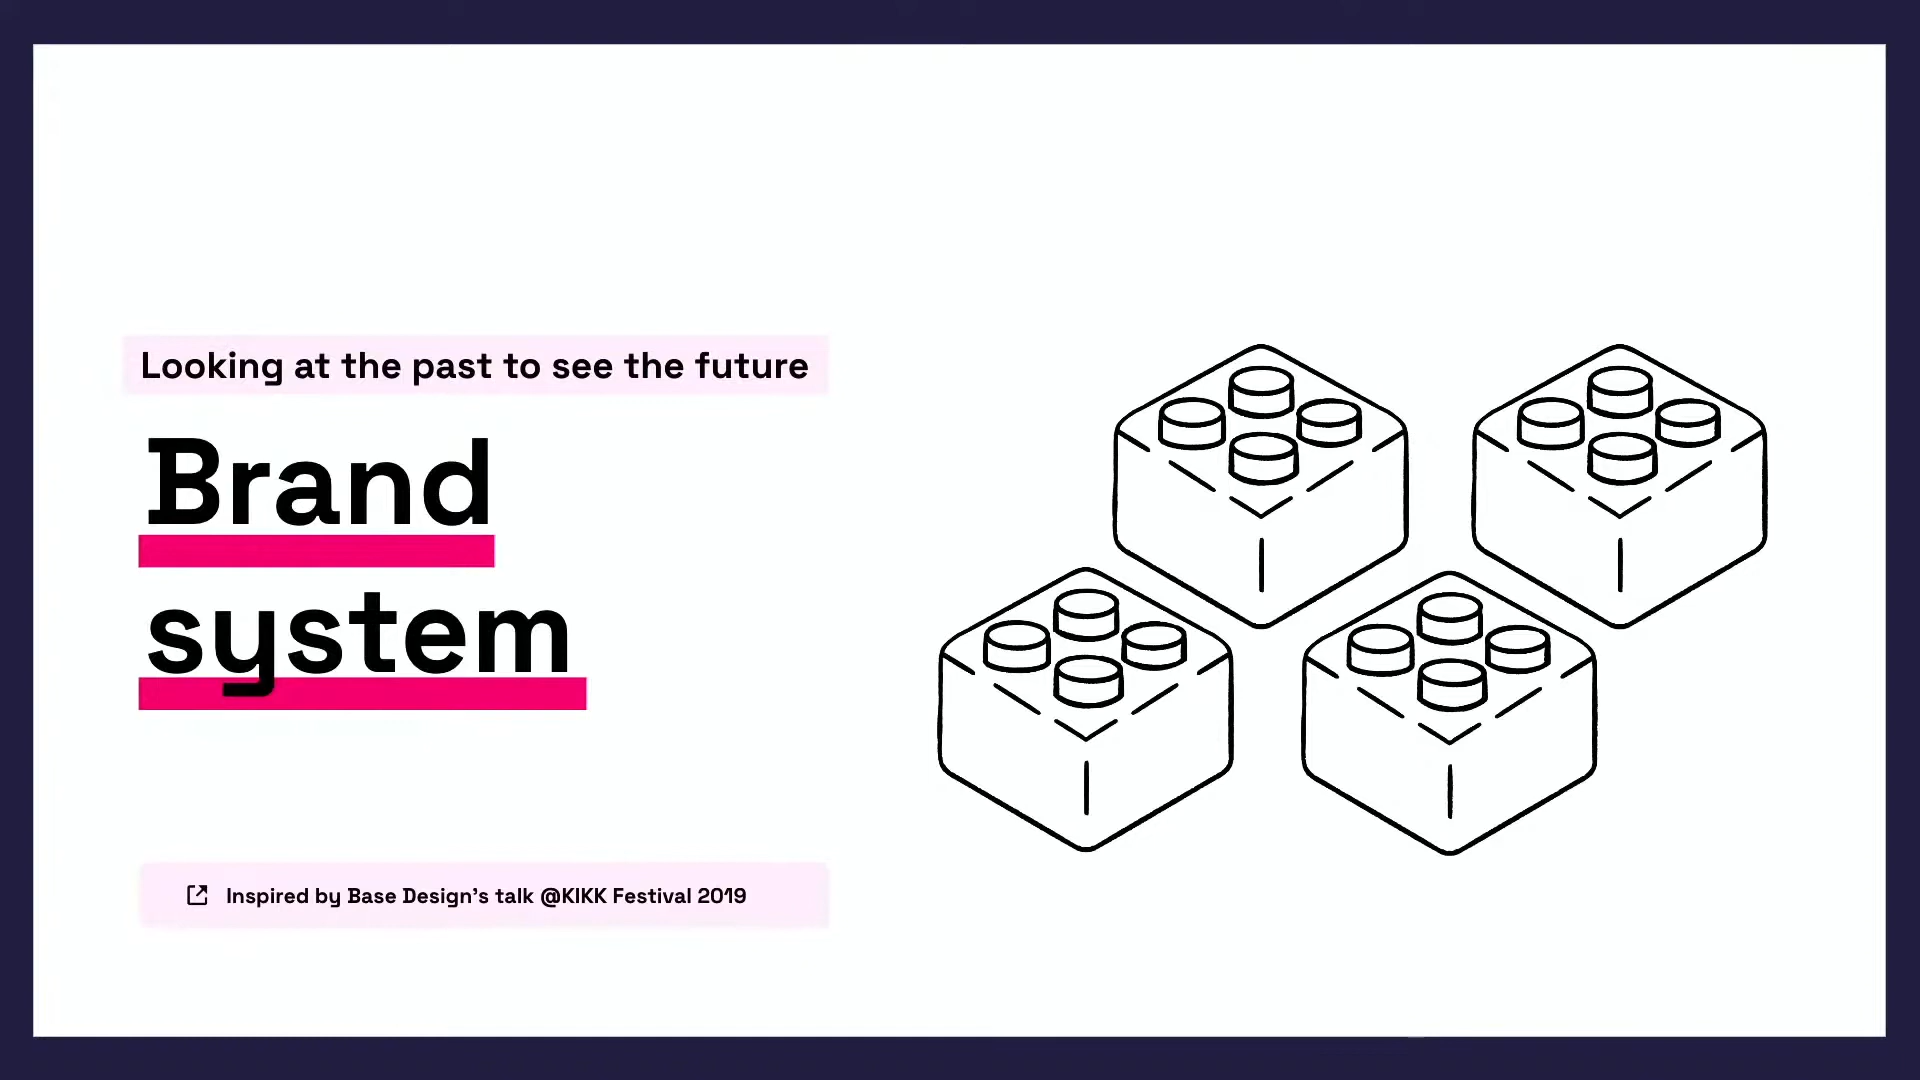 Looking at the past to see the future
Brand
system
Inspired by Base Design’s talk @KIKK Festival 2019